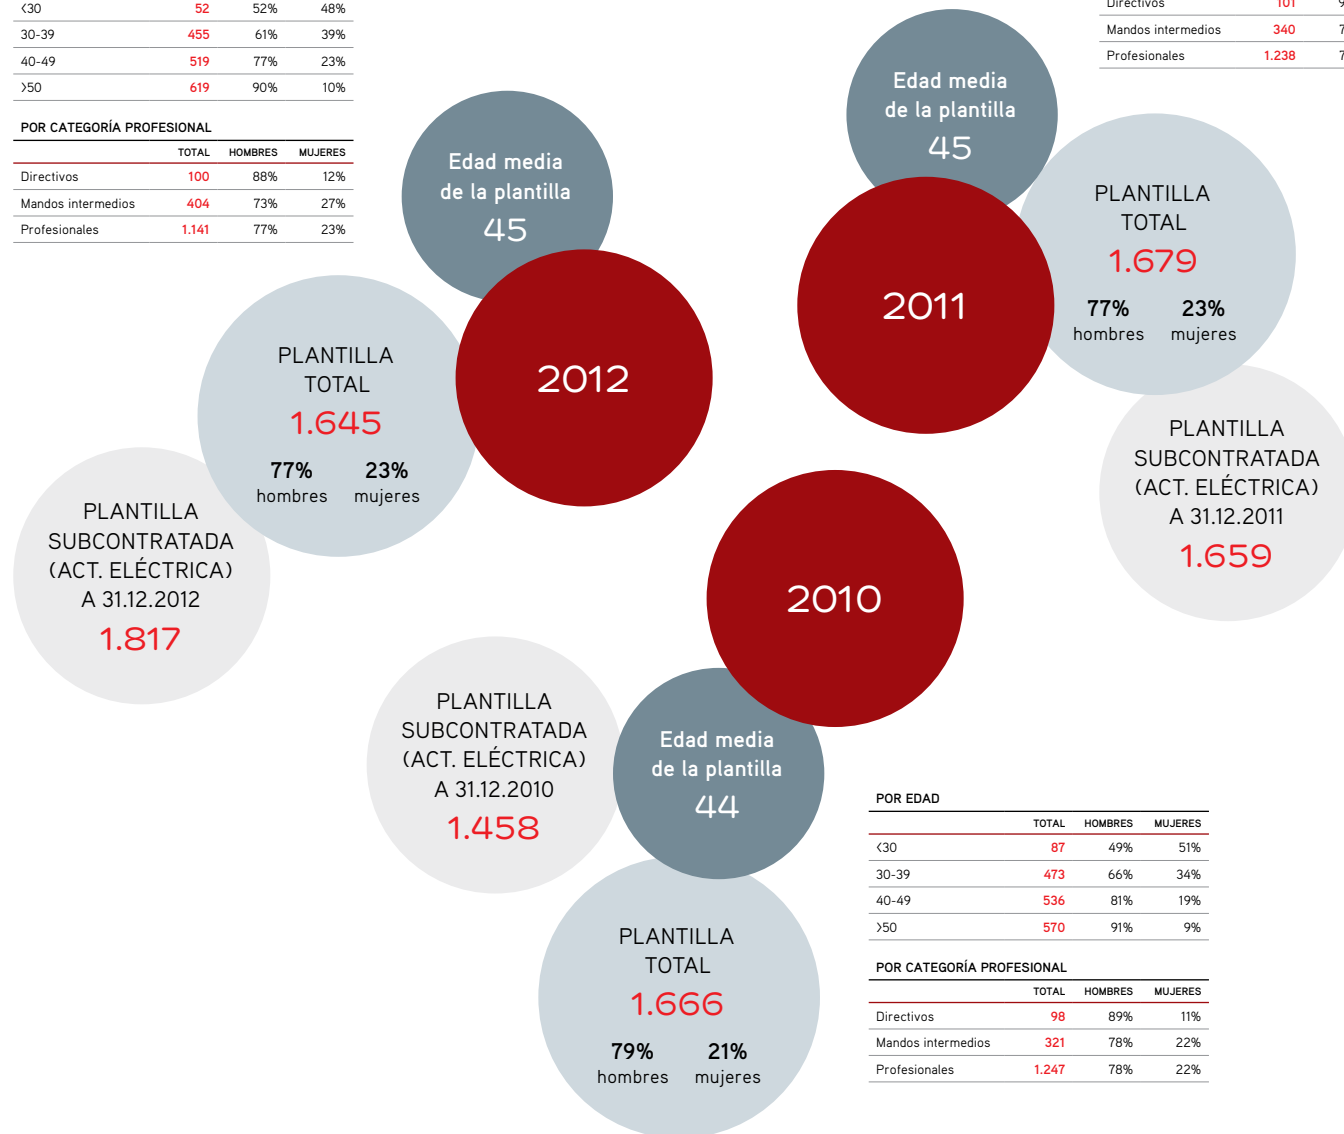 <30 52 52% 48%
30-39 455 61% 39%
40-49 519 77% 23%
>50 619 90% 10%
POR CATEGORÍA PROFESIONAL
TOTAL HOMBRES MUJERES
Directivos 100 88% 12%
Mandos intermedios 404 73% 27%
Profesionales 1.141 77% 23%
Edad media
de la plantilla
45
2012
PLANTILLA
TOTAL
1.645
77% 23%
hombres mujeres
PLANTILLA
SUBCONTRATADA
(ACT. ELÉCTRICA)
A 31.12.2012
1.817
Directivos 101
Mandos intermedios 340
Profesionales 1.238
Edad media
de la plantilla
45
2011
PLANTILLA
TOTAL
1.679
77% 23%
hombres mujeres
PLANTILLA
SUBCONTRATADA
(ACT. ELÉCTRICA)
A 31.12.2011
1.659
2010
PLANTILLA
SUBCONTRATADA
(ACT. ELÉCTRICA)
A 31.12.2010
1.458
Edad media
de la plantilla
44
PLANTILLA
TOTAL
1.666
79% 21%
hombres mujeres
POR EDAD
TOTAL HOMBRES MUJERES
<30 87 49% 51%
30-39 473 66% 34%
40-49 536 81% 19%
>50 570 91% 9%
POR CATEGORÍA PROFESIONAL
TOTAL HOMBRES MUJERES
Directivos 98 89% 11%
Mandos intermedios 321 78% 22%
Profesionales 1.247 78% 22%